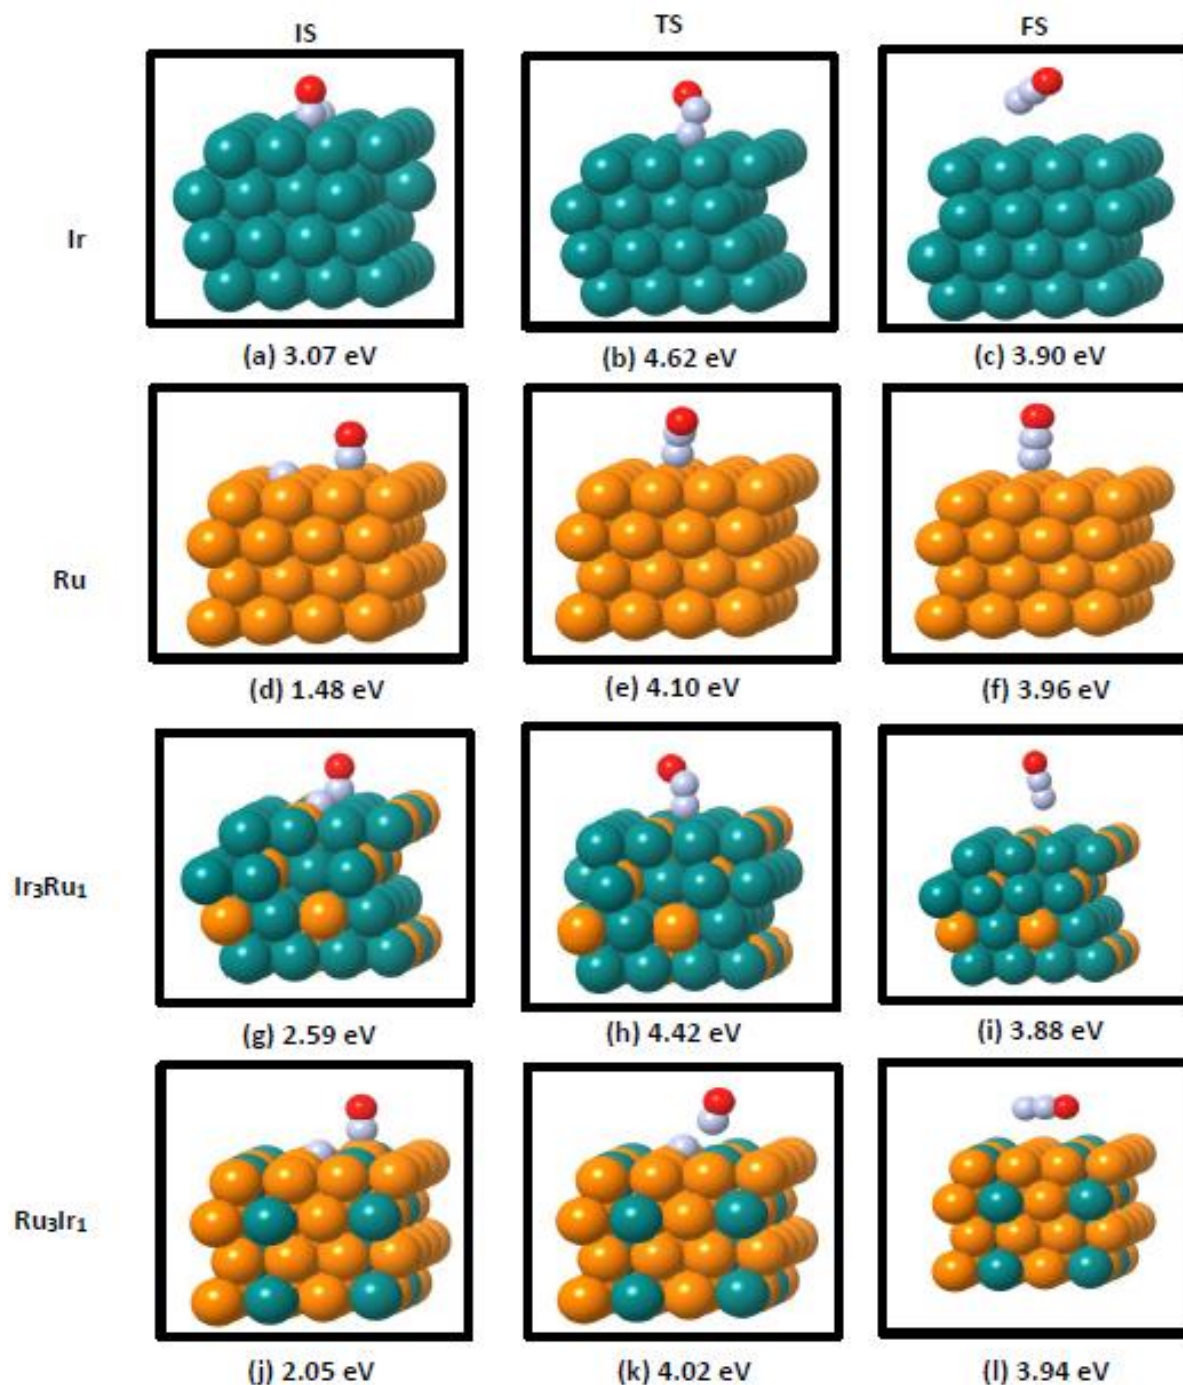 IS TS FS
Ir
(a) 3.07 eV (b) 4.62 eV (c) 3.90 eV
Ru
(d) 1.48 eV (e) 4.10 eV (f) 3.96 eV
Ir₃Ru₁
(g) 2.59 eV (h) 4.42 eV (i) 3.88 eV
Ru₃Ir₁
(j) 2.05 eV (k) 4.02 eV (l) 3.94 eV